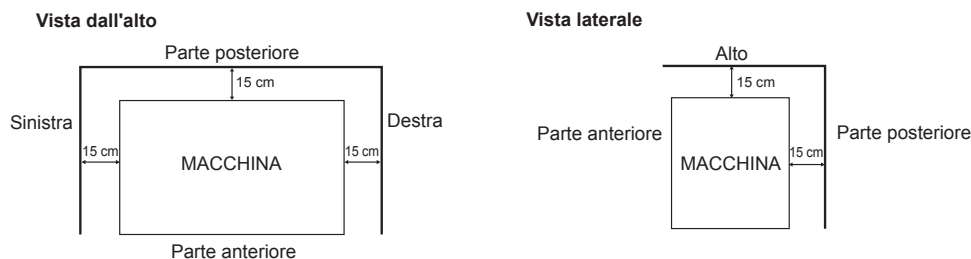 Vista dall'alto
Parte posteriore
15 cm
Sinistra
Destra
15 cm
MACCHINA
15 cm
Parte anteriore
Vista laterale
Alto
15 cm
Parte anteriore
Parte posteriore
MACCHINA
15 cm